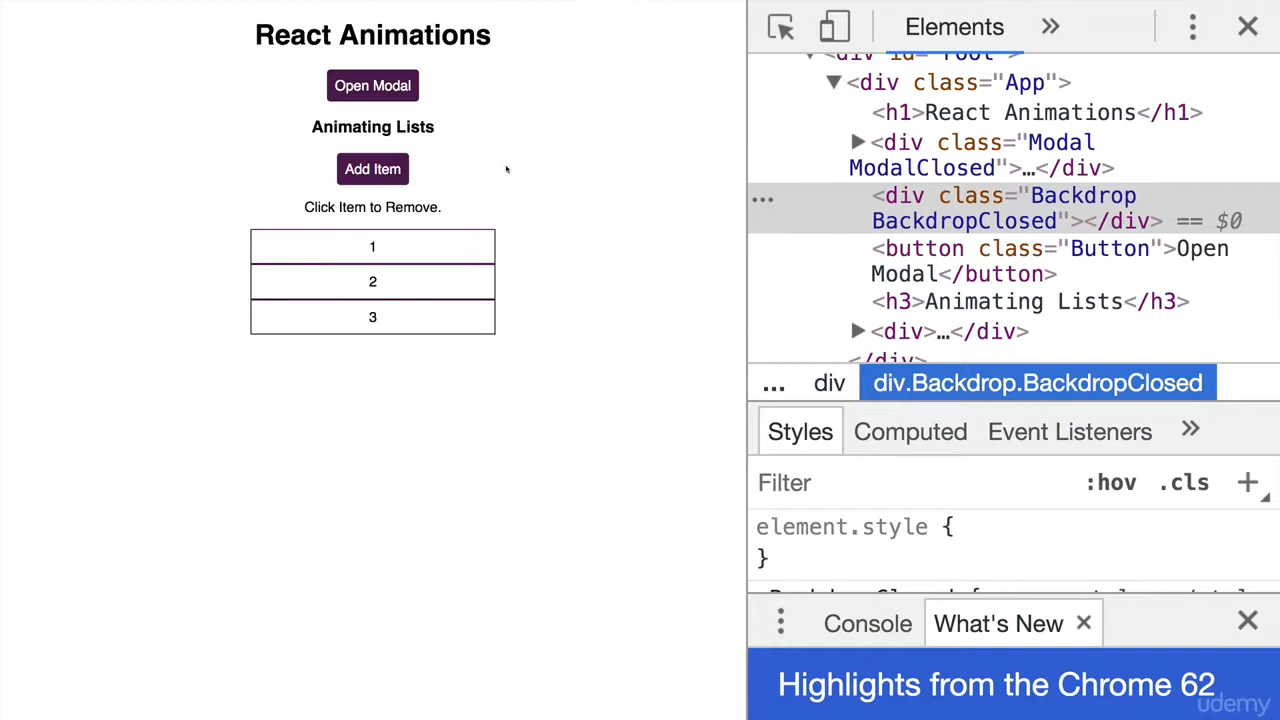 React Animations
Open Modal
Animating Lists
Add Item
Click Item to Remove.
1
2
3
Elements
<div class="App">
<h1>React Animations</h1>
<div class="Modal
ModalClosed">…</div>
<div class="Backdrop
BackdropClosed"></div> == $0
<button class="Button">Open
Modal</button>
<h3>Animating Lists</h3>
<div>…</div>
</div>
... div div.Backdrop.BackdropClosed
Styles Computed Event Listeners
Filter :hov .cls
element.style {
}
Console What's New
Highlights from the Chrome 62
udemy